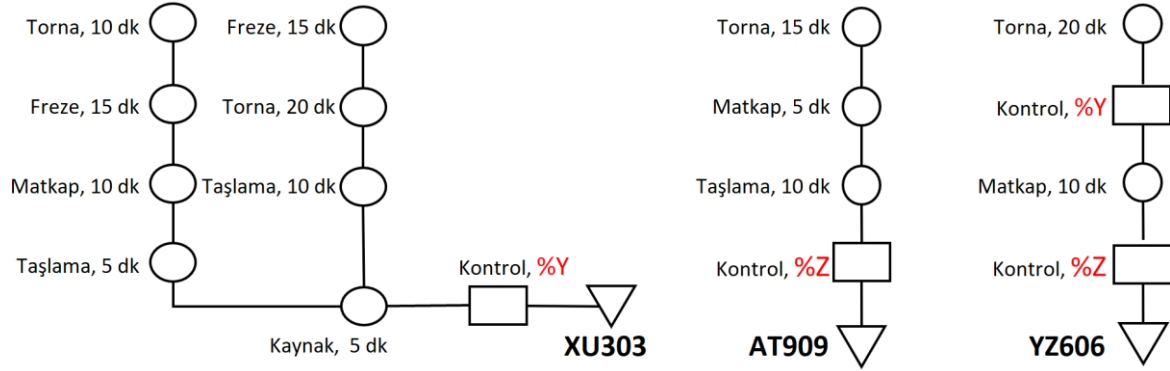 Torna, 10 dk
Freze, 15 dk
Matkap, 10 dk
Taşlama, 5 dk
Freze, 15 dk
Torna, 20 dk
Taşlama, 10 dk
Kaynak, 5 dk
Kontrol, %Y
XU303
Torna, 15 dk
Matkap, 5 dk
Taşlama, 10 dk
Kontrol, %Z
AT909
Torna, 20 dk
Kontrol, %Y
Matkap, 10 dk
Kontrol, %Z
YZ606